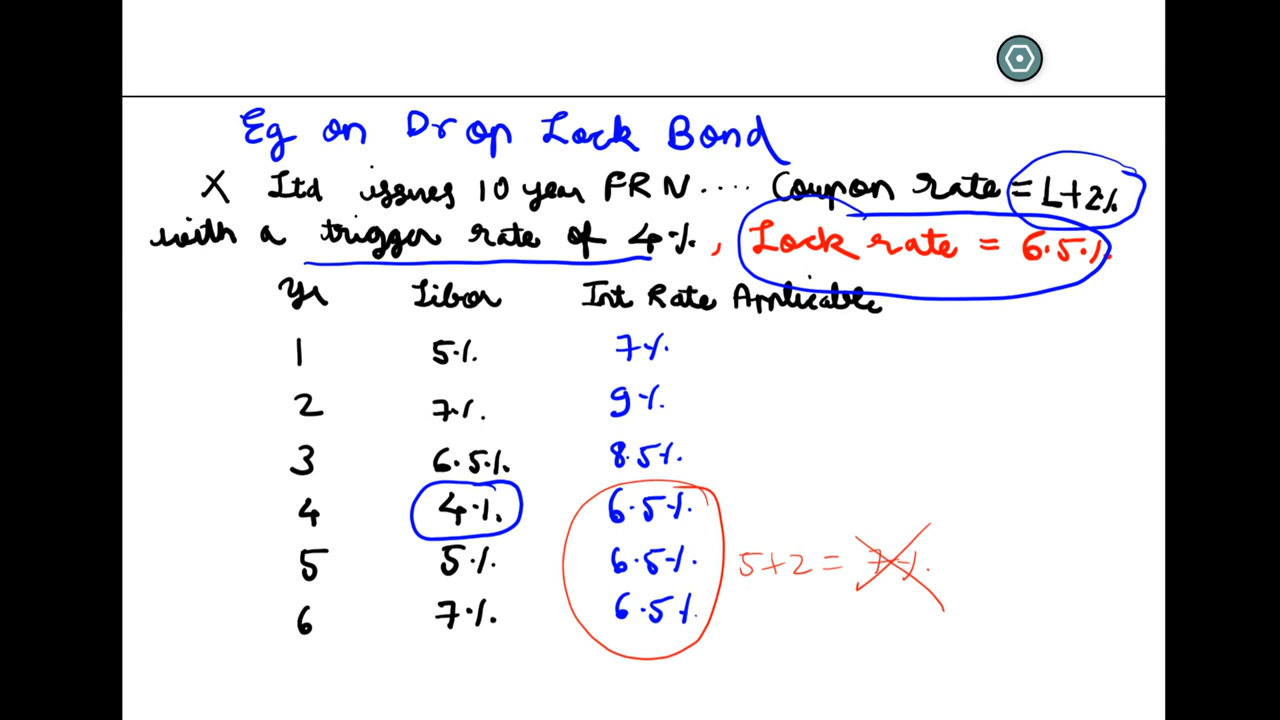 Eg on Drop Lock Bond
X Ltd issues 10 year FRN.... Coupon rate = L+2%
with a trigger rate of 4%, Lock rate = 6.5%
Yr Libor Int Rate Applicable
1 5% 7%
2 7% 9%
3 6.5% 8.5%
4 4% 6.5%
5 5% 6.5% 5+2 = 7%.
6 7% 6.5%